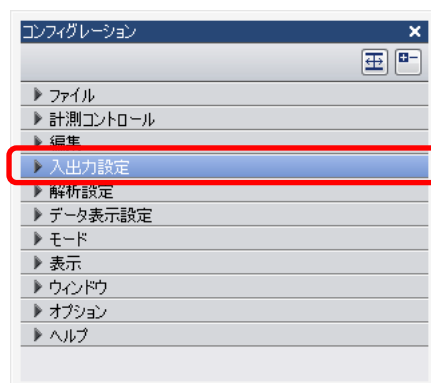 コンフィグレーション
ファイル
計測コントロール
編集
入出力設定
解析設定
データ表示設定
モード
表示
ウィンドウ
オプション
ヘルプ